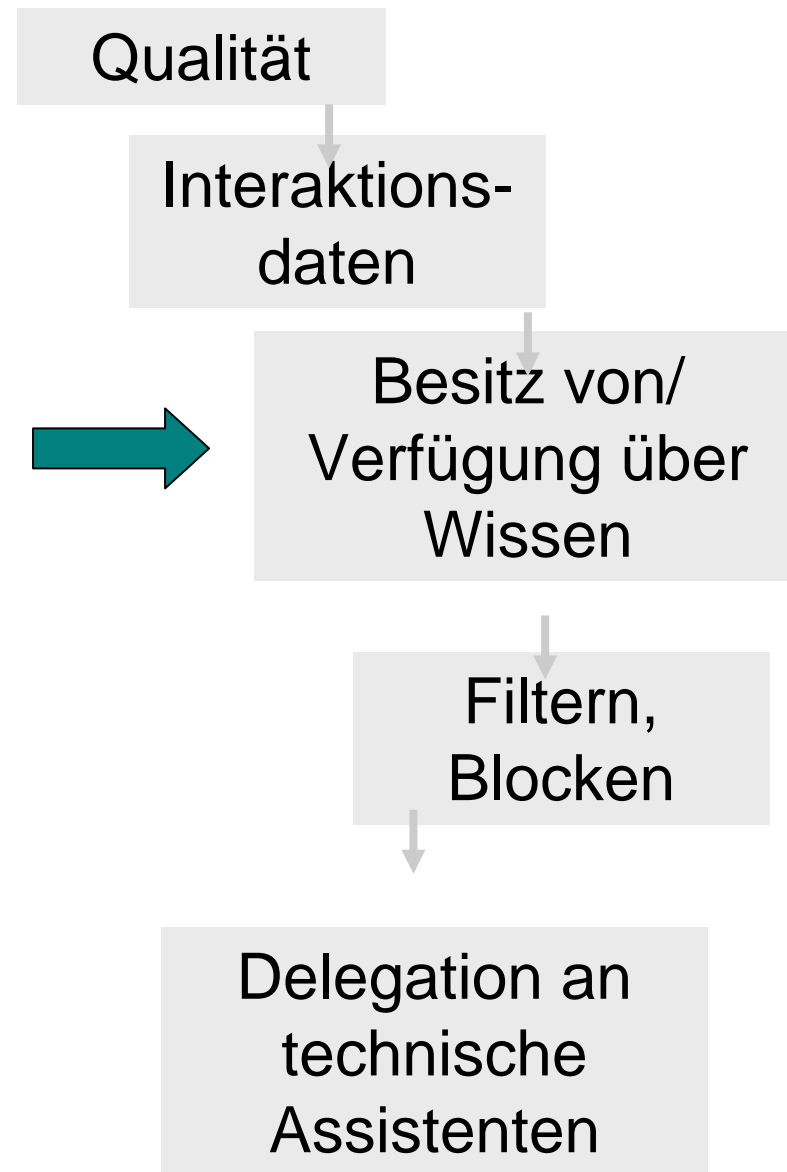 Qualität
Interaktions-
daten
Besitz von/
Verfügung über
Wissen
Filtern,
Blocken
Delegation an
technische
Assistenten